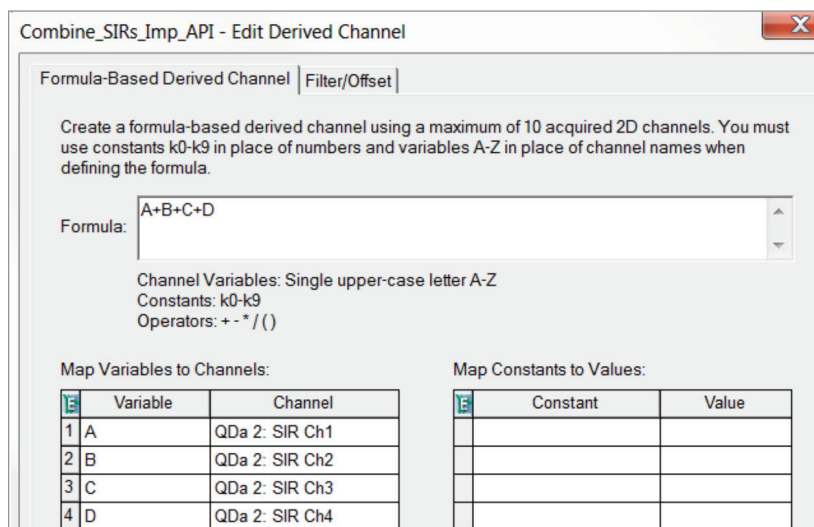 Combine_SIRs_Imp_API - Edit Derived Channel
X
Formula-Based Derived Channel Filter/Offset
Create a formula-based derived channel using a maximum of 10 acquired 2D channels. You must
use constants k0-k9 in place of numbers and variables A-Z in place of channel names when
defining the formula.
Formula: A+B+C+D
Channel Variables: Single upper-case letter A-Z
Constants: k0-k9
Operators: + - * / ( )
Map Variables to Channels: Map Constants to Values:
E Variable Channel E Constant Value
1 A QDa 2: SIR Ch1
2 B QDa 2: SIR Ch2
3 C QDa 2: SIR Ch3
4 D QDa 2: SIR Ch4